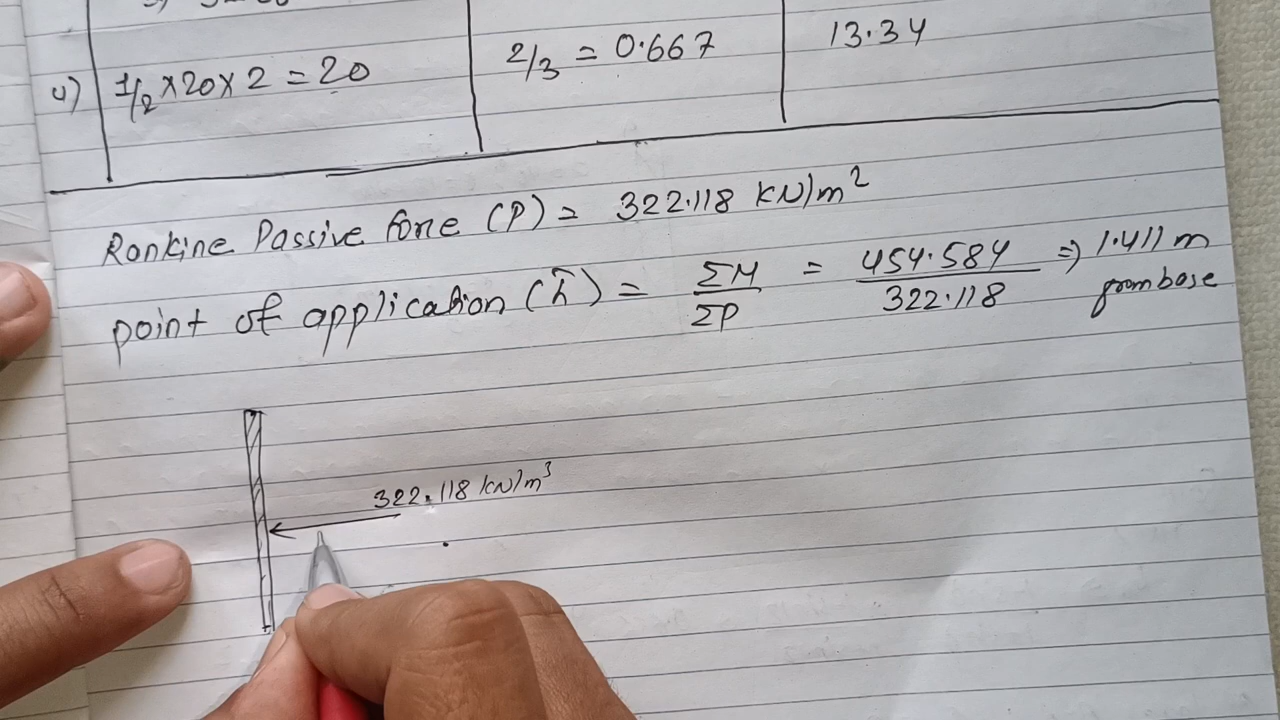 4) 1/2 × 20 × 2 = 20 2/3 = 0.667 13.34
Rankine Passive force (P) = 322.118 KN/m²
point of application (h̄) = ΣM/ΣP = 454.584/322.118 => 1.411 m
from base
322.118 KN/m³